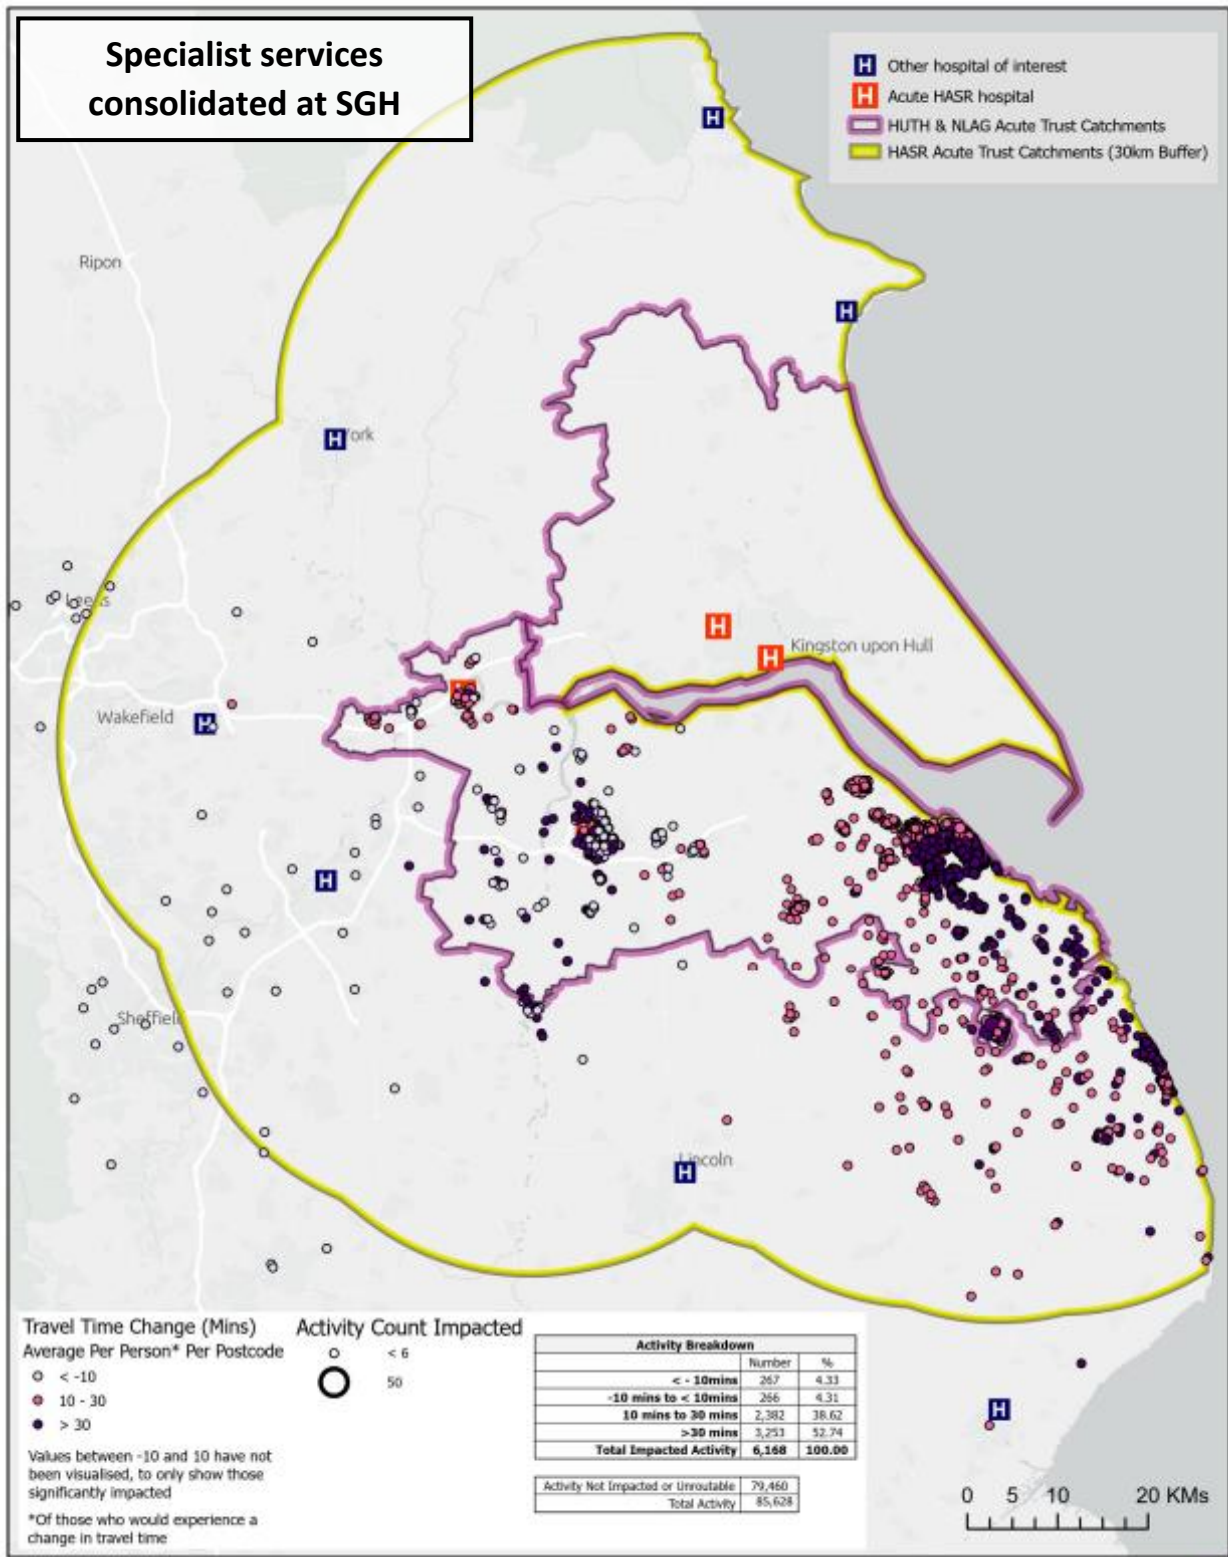 Specialist services
consolidated at SGH
H Other hospital of interest
H Acute HASR hospital
HUTH & NLAG Acute Trust Catchments
HASR Acute Trust Catchments (30km Buffer)
H
Ripon
H
H ork
H
H Kingston upon Hull
Wakefield
H
H
Sheffield
Lincoln
H
Travel Time Change (Mins)
Average Per Person* Per Postcode
< -10
10 - 30
> 30
Values between -10 and 10 have not
been visualised, to only show those
significantly impacted
*Of those who would experience a
change in travel time
Activity Count Impacted
< 6
50
Activity Breakdown
Number %
< - 10mins 267 4.33
-10 mins to < 10mins 266 4.31
10 mins to 30 mins 2,382 38.62
>30 mins 3,253 52.74
Total Impacted Activity 6,168 100.00
Activity Not Impacted or Unroutable 79,460
Total Activity 85,628
H
0 5 10 20 KMs